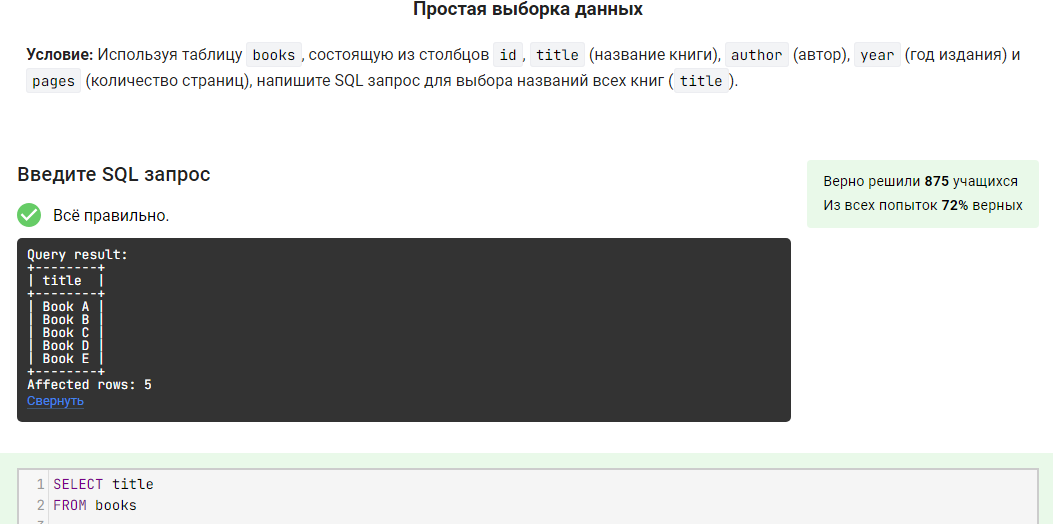 Простая выборка данных
Условие: Используя таблицу books, состоящую из столбцов id, title (название книги), author (автор), year (год издания) и
pages (количество страниц), напишите SQL запрос для выбора названий всех книг ( title ).
Введите SQL запрос
Верно решили 875 учащихся
Из всех попыток 72% верных
Всё правильно.
Query result:
+--------+
| title  |
+--------+
| Book A |
| Book B |
| Book C |
| Book D |
| Book E |
+--------+
Affected rows: 5
Свернуть
1 SELECT title
2 FROM books